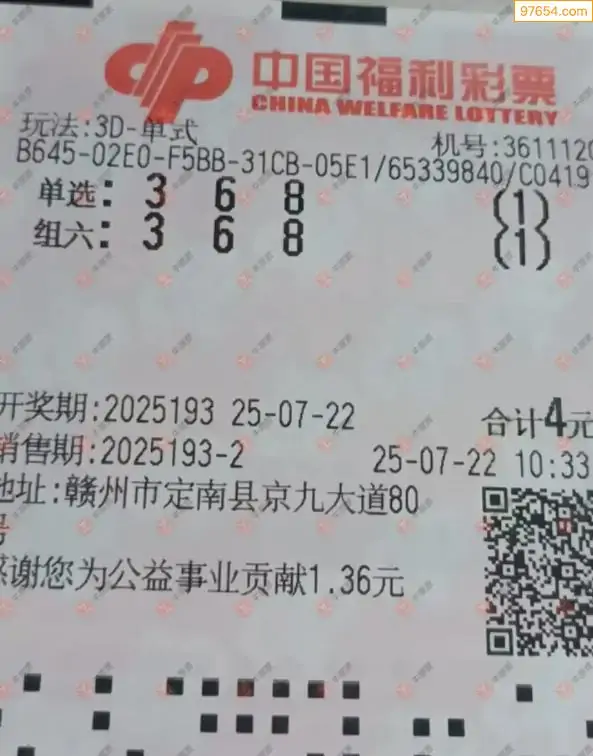 97654.com
中国福利彩票
CHINA WELFARE LOTTERY
玩法:3D-单式
机号:3611120
B645-02E0-F5BB-31CB-05E1/65339840/C0419
单选: 3 6 8 (1)
组六: 3 6 8 (1)
开奖期:2025193 25-07-22 合计4元
销售期:2025193-2 25-07-22 10:33
地址:赣州市定南县京九大道80
号
感谢您为公益事业贡献1.36元